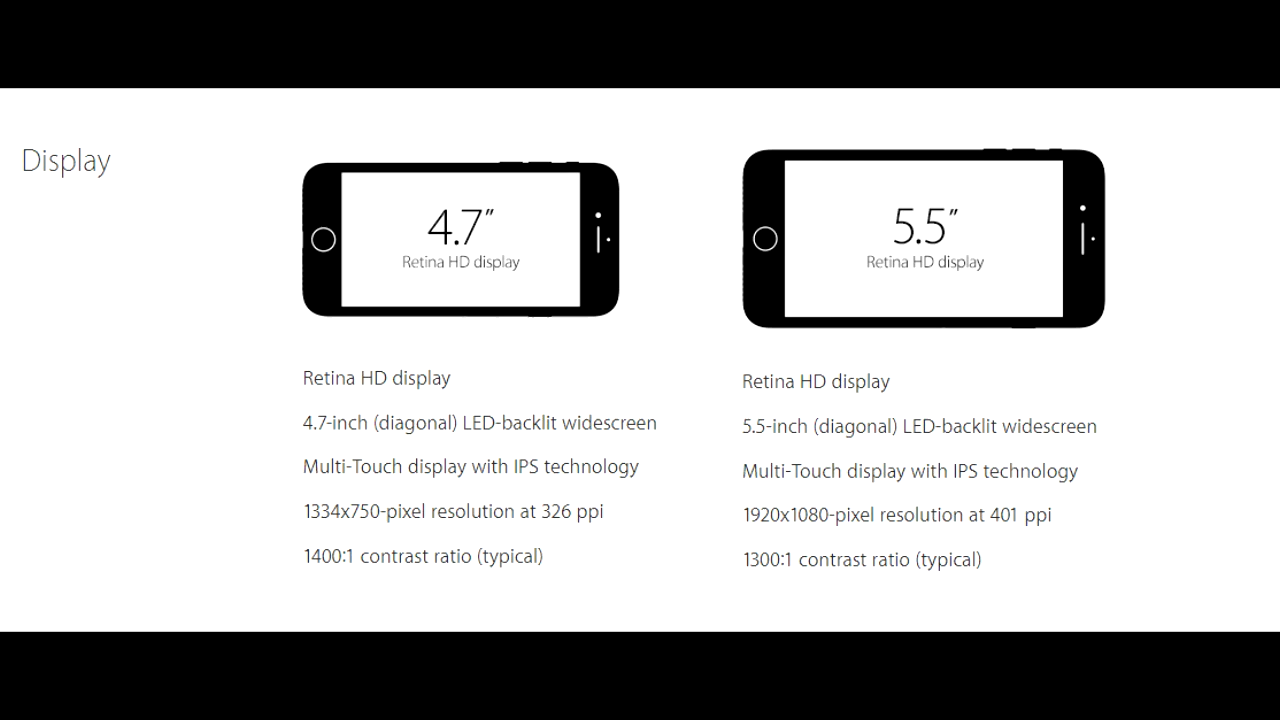 Display
4.7″
Retina HD display
5.5″
Retina HD display
Retina HD display
4.7-inch (diagonal) LED-backlit widescreen
Multi-Touch display with IPS technology
1334x750-pixel resolution at 326 ppi
1400:1 contrast ratio (typical)
Retina HD display
5.5-inch (diagonal) LED-backlit widescreen
Multi-Touch display with IPS technology
1920x1080-pixel resolution at 401 ppi
1300:1 contrast ratio (typical)